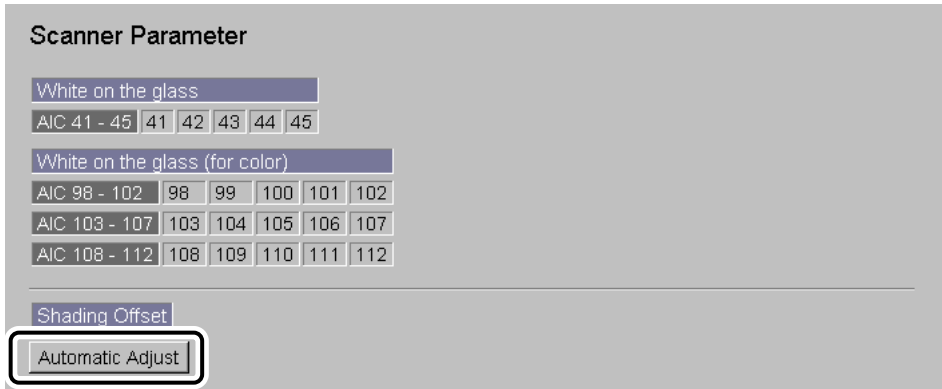 Scanner Parameter
White on the glass
AIC 41 - 45 41 42 43 44 45
White on the glass (for color)
AIC 98 - 102 98 99 100 101 102
AIC 103 - 107 103 104 105 106 107
AIC 108 - 112 108 109 110 111 112
Shading Offset
Automatic Adjust